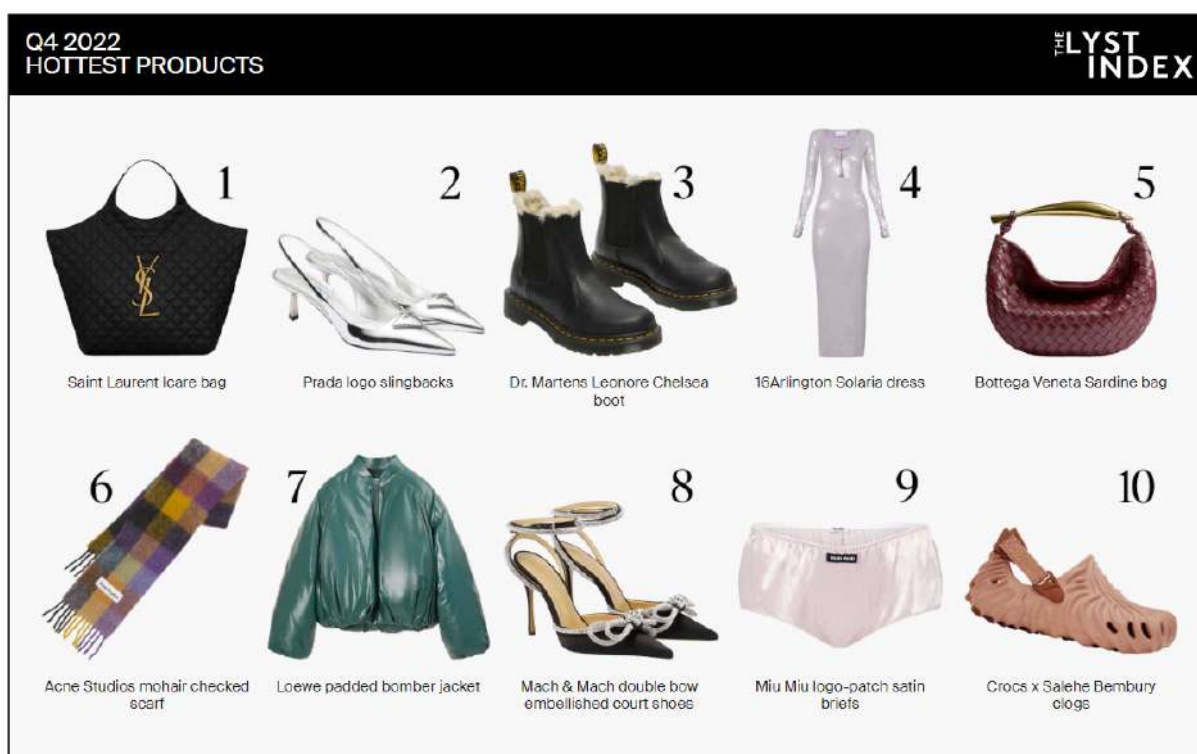 Q4 2022
HOTTEST PRODUCTS
THE LYST
INDEX
1
2
3
4
5
Saint Laurent Icare bag
Prada logo slingbacks
Dr. Martens Leonore Chelsea
boot
16Arlington Solaria dress
Bottega Veneta Sardine bag
6
7
8
9
10
Acne Studios mohair checked
scarf
Loewe padded bomber jacket
Mach & Mach double bow
embellished court shoes
Miu Miu logo-patch satin
briefs
Crocs x Salehe Bembury
clogs